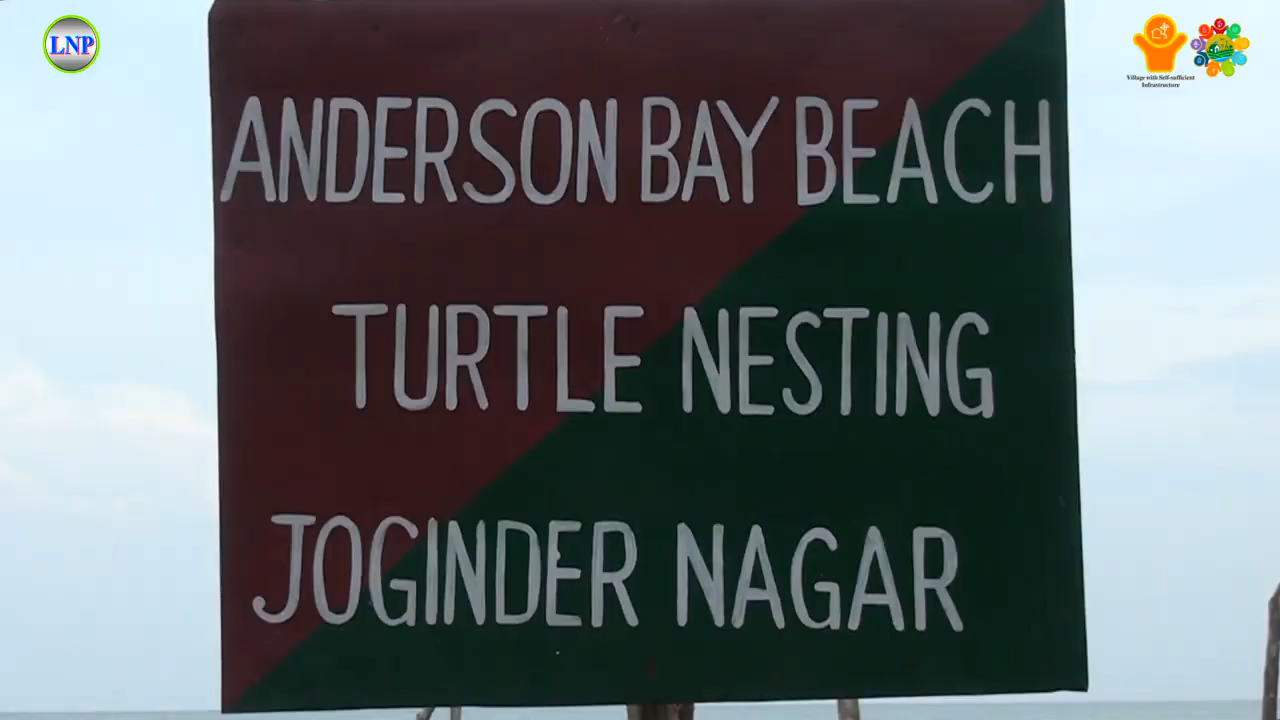 LNP
Village with Self-sufficient
Infrastructure
ANDERSON BAY BEACH
TURTLE NESTING
JOGINDER NAGAR